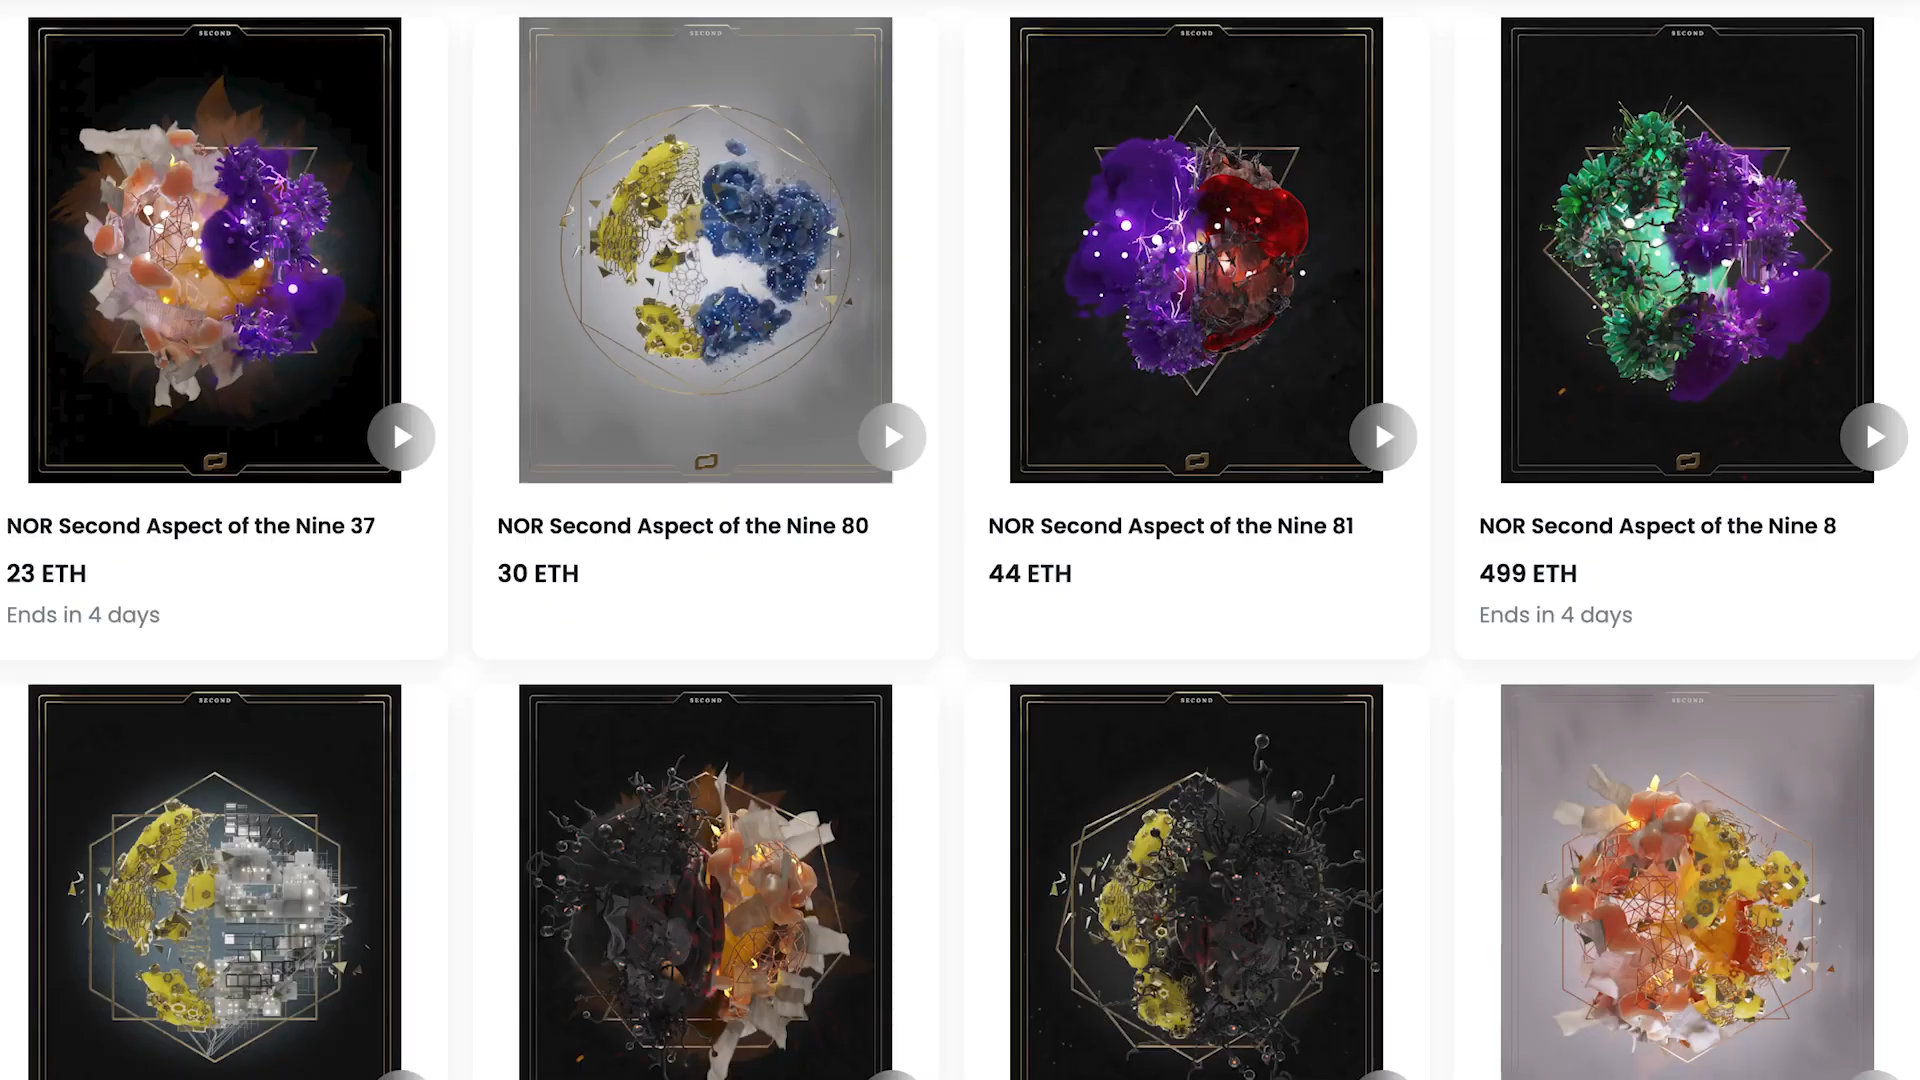 SECOND
SECOND
SECOND
SECOND
NOR Second Aspect of the Nine 37
23 ETH
Ends in 4 days
NOR Second Aspect of the Nine 80
30 ETH
NOR Second Aspect of the Nine 81
44 ETH
NOR Second Aspect of the Nine 8
499 ETH
Ends in 4 days
SECOND
SECOND
SECOND
SECOND